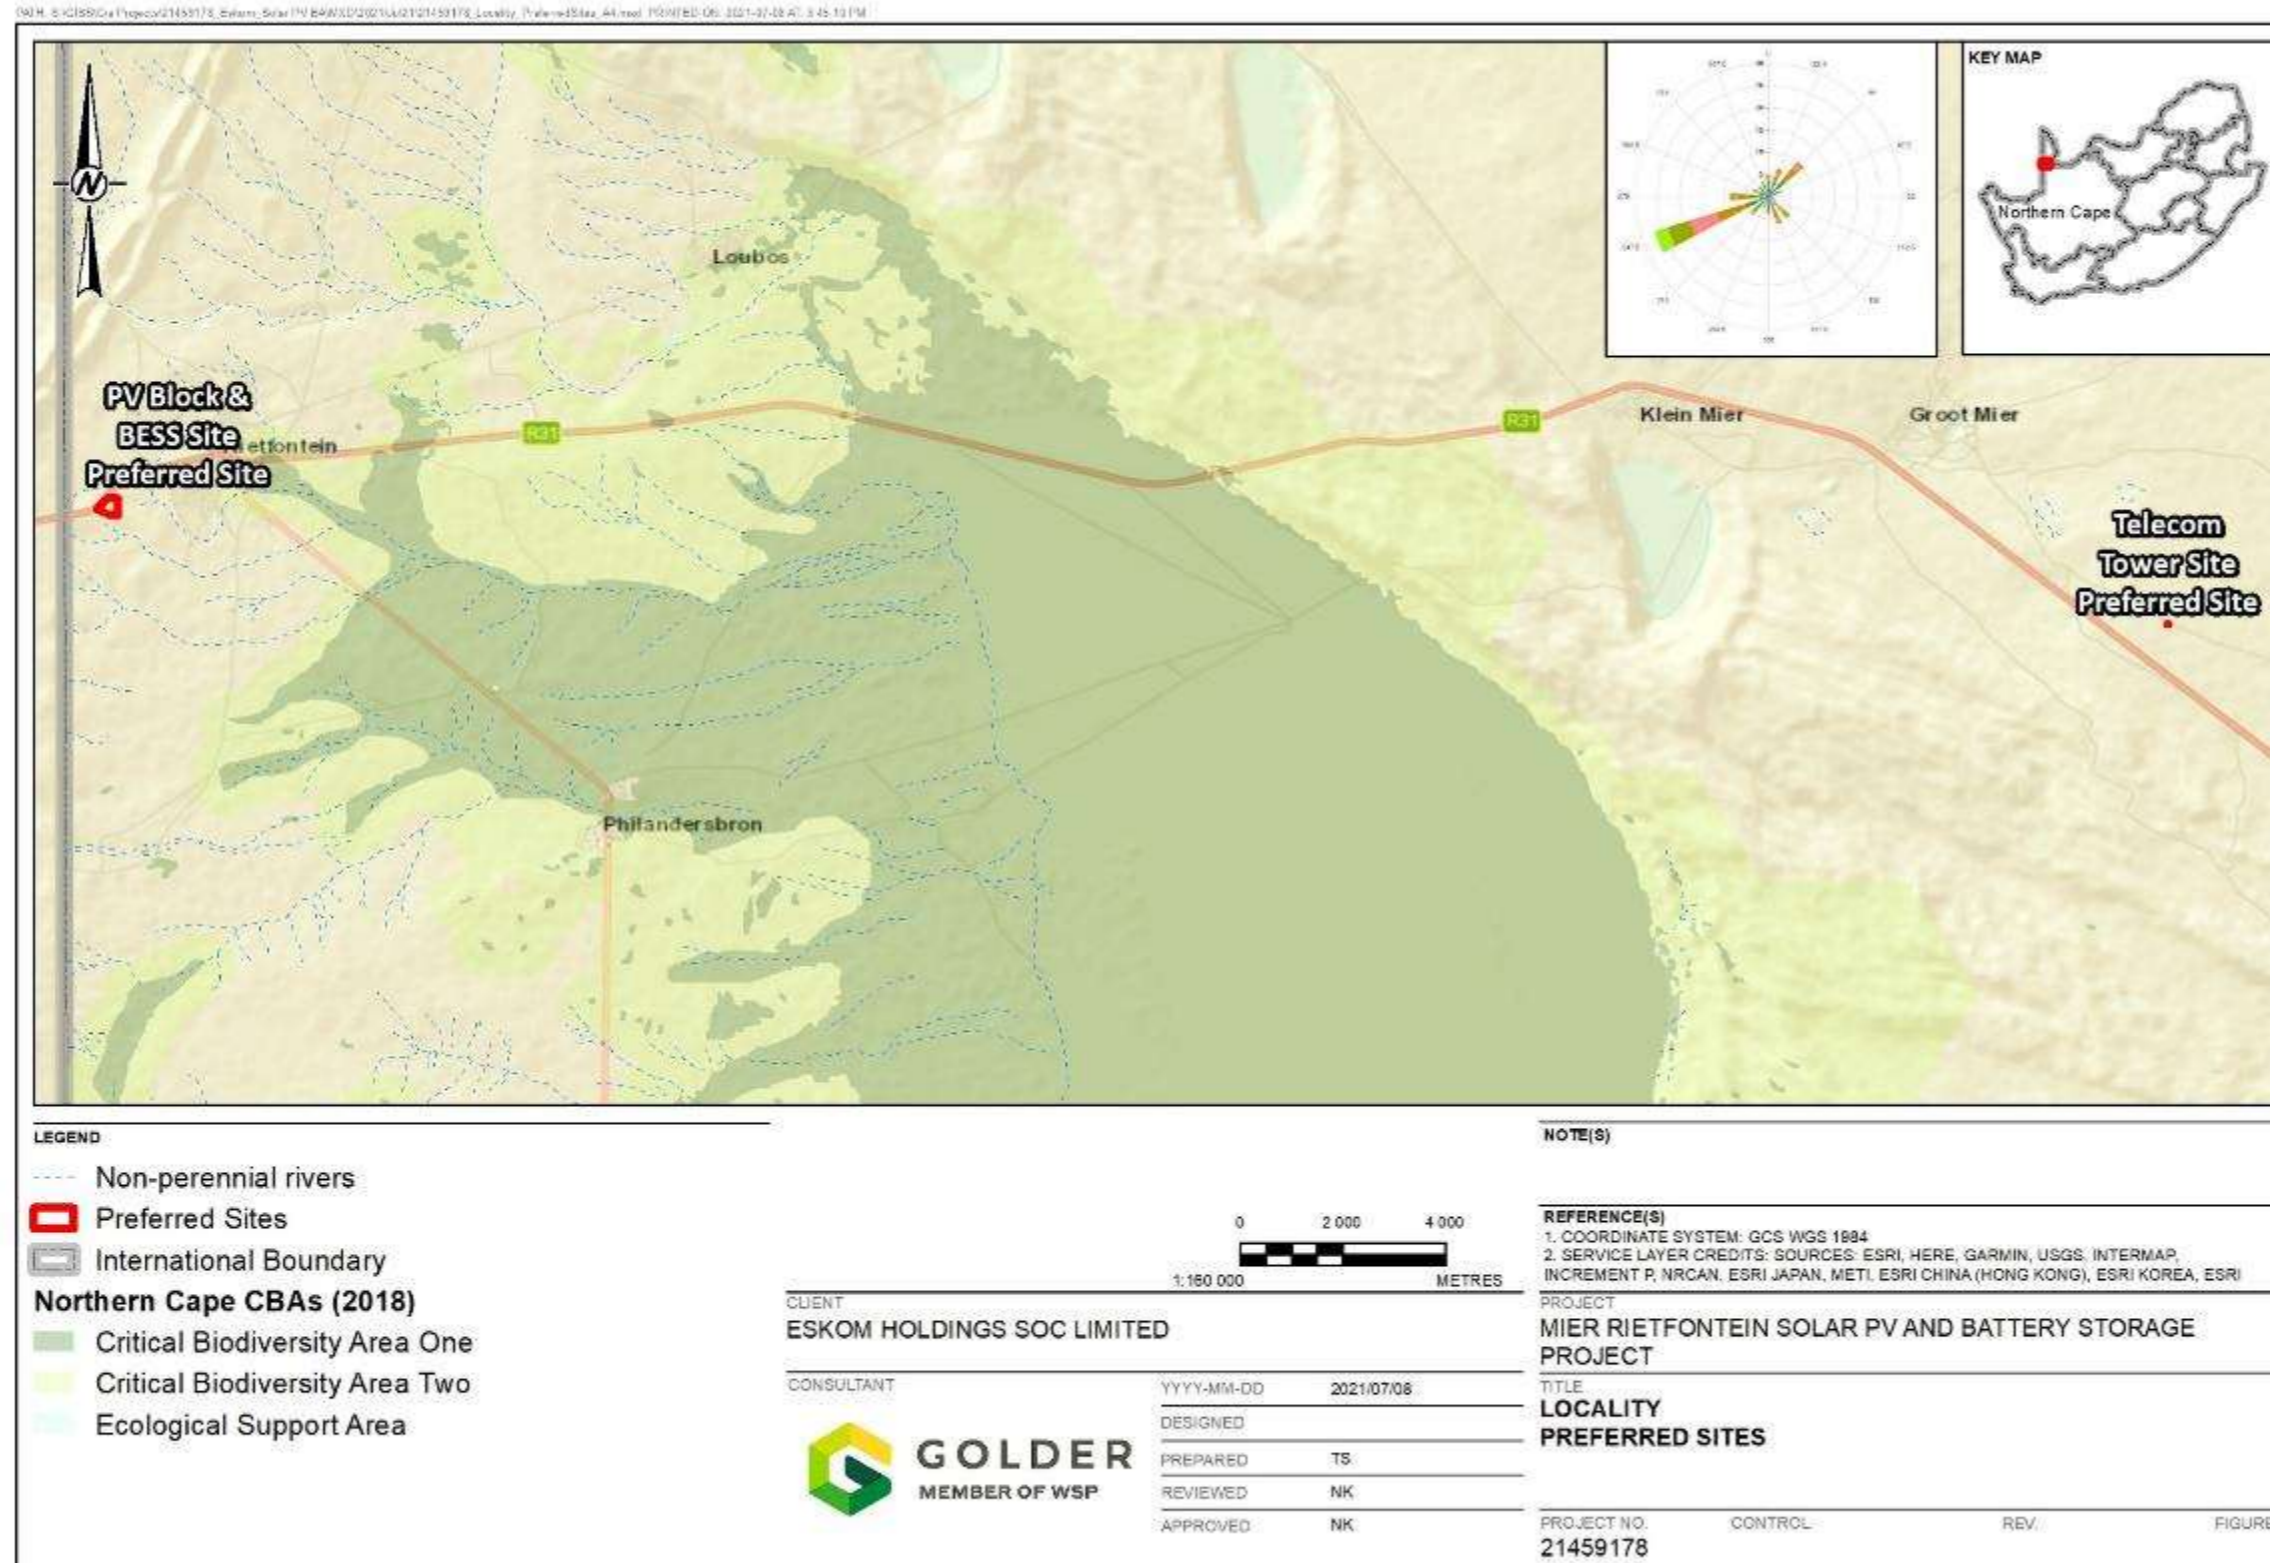 KEY MAP
Northern Cape
Loubos
PV Block &
BESS Site
Preferred Site
R31
R31
Klein Mier
Groot Mier
Telecom
Tower Site
Preferred Site
Philandersbron
N
LEGEND
Non-perennial rivers
Preferred Sites
International Boundary
Northern Cape CBAs (2018)
Critical Biodiversity Area One
Critical Biodiversity Area Two
Ecological Support Area
0 2 000 4 000
1:160 000 METRES
CLIENT
ESKOM HOLDINGS SOC LIMITED
CONSULTANT
GOLDER
MEMBER OF WSP
YYYY-MM-DD 2021/07/08
DESIGNED
PREPARED TS
REVIEWED NK
APPROVED NK
NOTE(S)
REFERENCE(S)
1. COORDINATE SYSTEM: GCS WGS 1984
2. SERVICE LAYER CREDITS: SOURCES: ESRI, HERE, GARMIN, USGS, INTERMAP,
INCREMENT P, NRCAN, ESRI JAPAN, METI, ESRI CHINA (HONG KONG), ESRI KOREA, ESRI
PROJECT
MIER RIETFONTEIN SOLAR PV AND BATTERY STORAGE
PROJECT
TITLE
LOCALITY
PREFERRED SITES
PROJECT NO. CONTROL REV. FIGURE
21459178